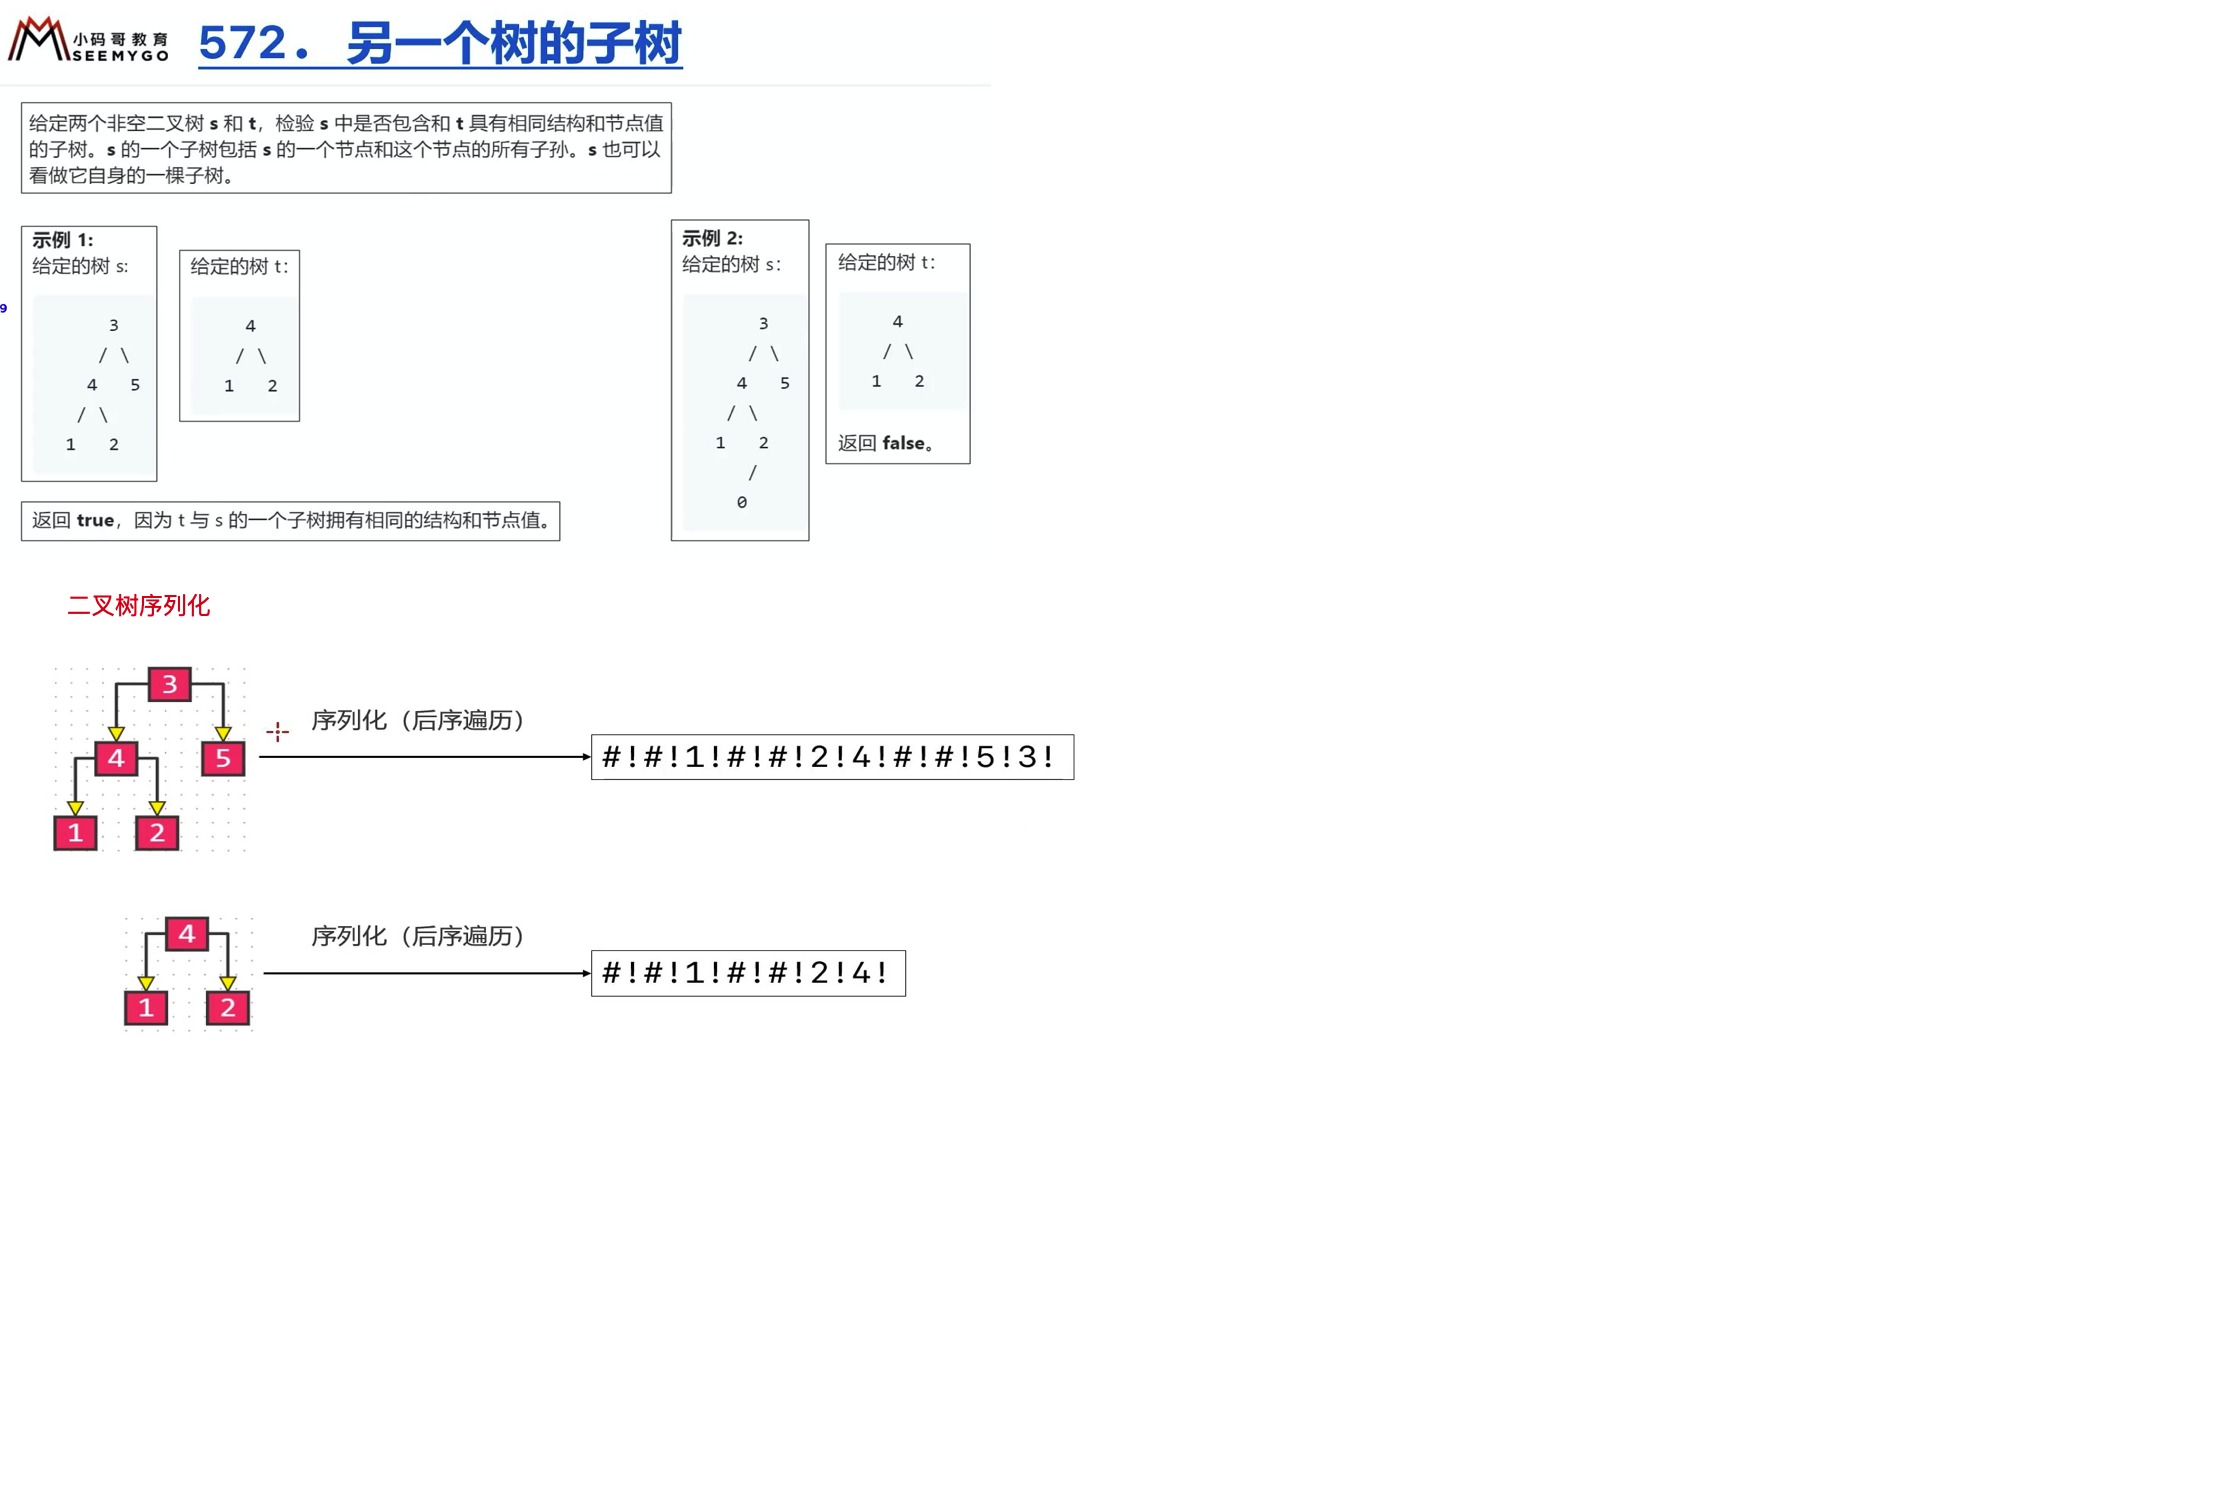 小码哥教育
SEEMYGO
572. 另一个树的子树
给定两个非空二叉树 s 和 t，检验 s 中是否包含和 t 具有相同结构和节点值
的子树。s 的一个子树包括 s 的一个节点和这个节点的所有子孙。s 也可以
看做它自身的一棵子树。
示例 1:
给定的树 s:
3
/ \
4 5
/ \
1 2
给定的树 t:
4
/ \
1 2
返回 true，因为 t 与 s 的一个子树拥有相同的结构和节点值。
示例 2:
给定的树 s:
3
/ \
4 5
/ \
1 2
/
0
给定的树 t:
4
/ \
1 2
返回 false。
9
二叉树序列化
3
4 5
1 2
序列化（后序遍历）
#!#!1!#!#!2!4!#!#!5!3!
4
1 2
序列化（后序遍历）
#!#!1!#!#!2!4!